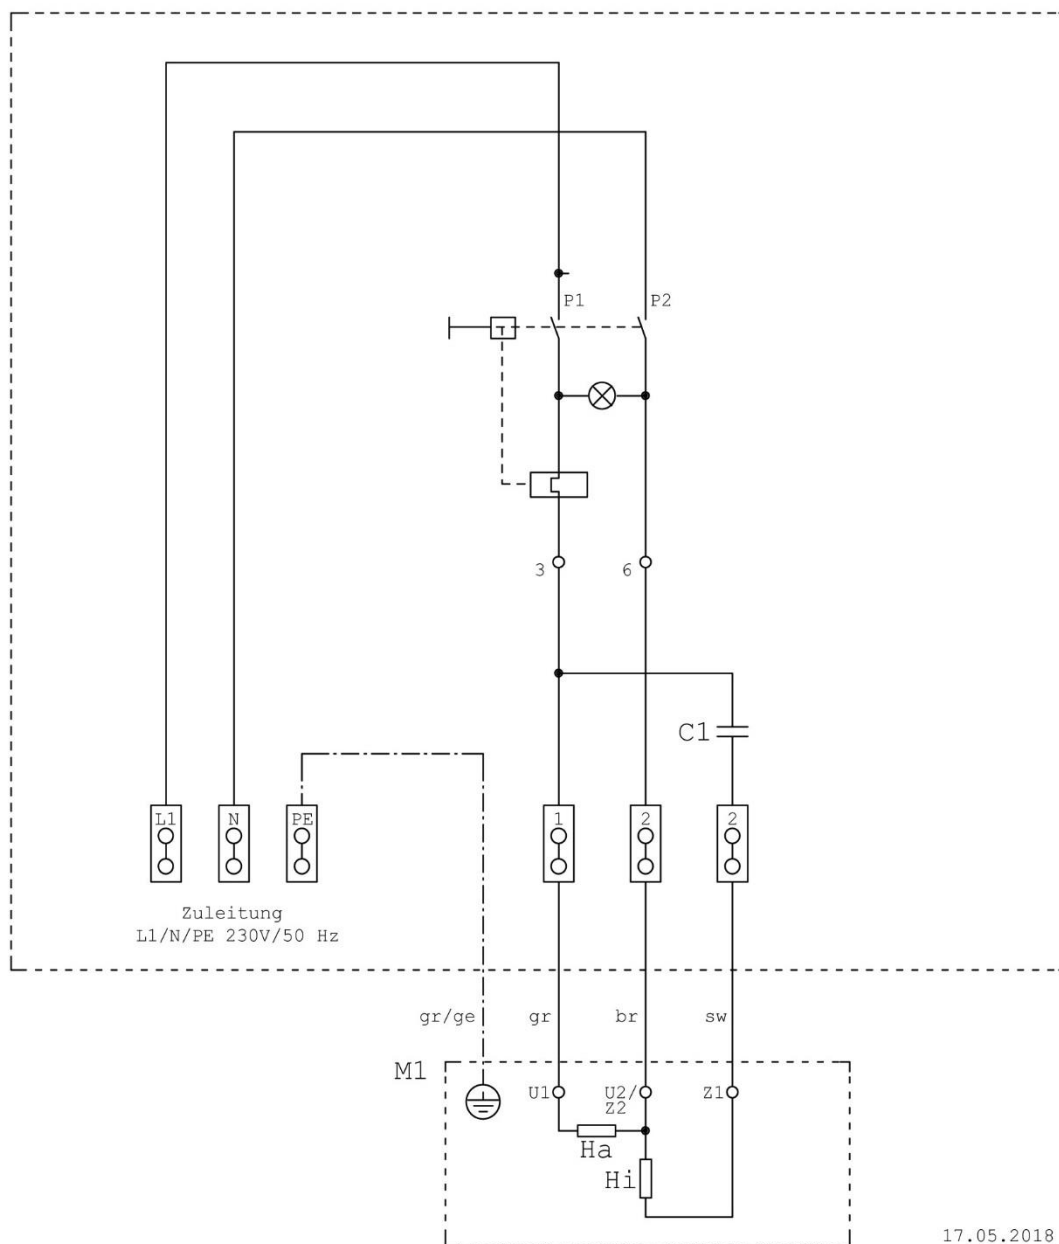 P1
P2
3
6
C1
L1
N
PE
1
2
2
Zuleitung
L1/N/PE 230V/50 Hz
gr/ge
gr
br
sw
M1
U1
U2/
Z2
Z1
Ha
Hi
17.05.2018